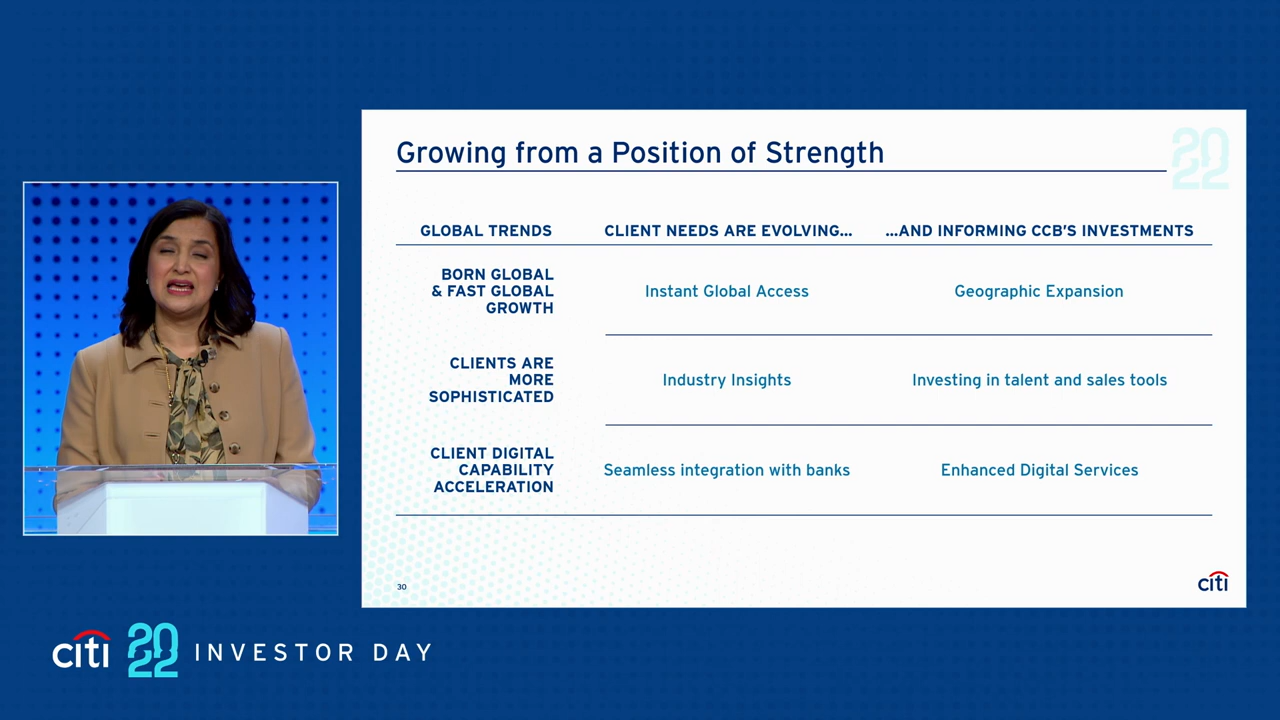 Growing from a Position of Strength
20
22
GLOBAL TRENDS
CLIENT NEEDS ARE EVOLVING...
...AND INFORMING CCB'S INVESTMENTS
BORN GLOBAL
& FAST GLOBAL
GROWTH
Instant Global Access
Geographic Expansion
CLIENTS ARE
MORE
SOPHISTICATED
Industry Insights
Investing in talent and sales tools
CLIENT DIGITAL
CAPABILITY
ACCELERATION
Seamless integration with banks
Enhanced Digital Services
30
citi
citi
20
22
INVESTOR DAY